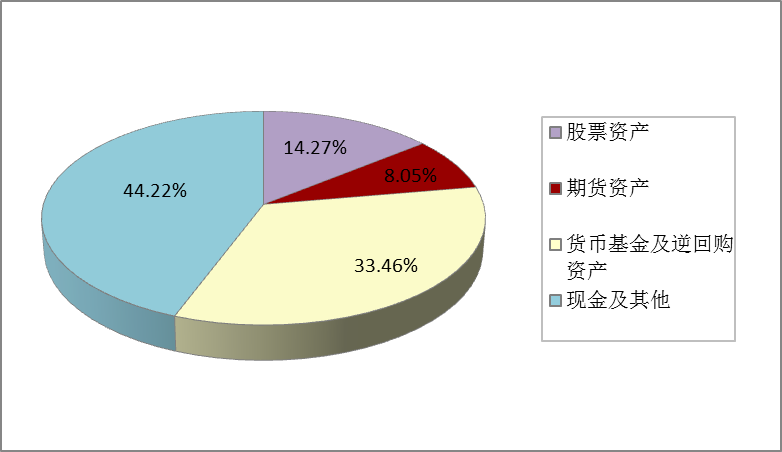 14.27%
8.05%
33.46%
44.22%
股票资产
期货资产
货币基金及逆回购
资产
现金及其他